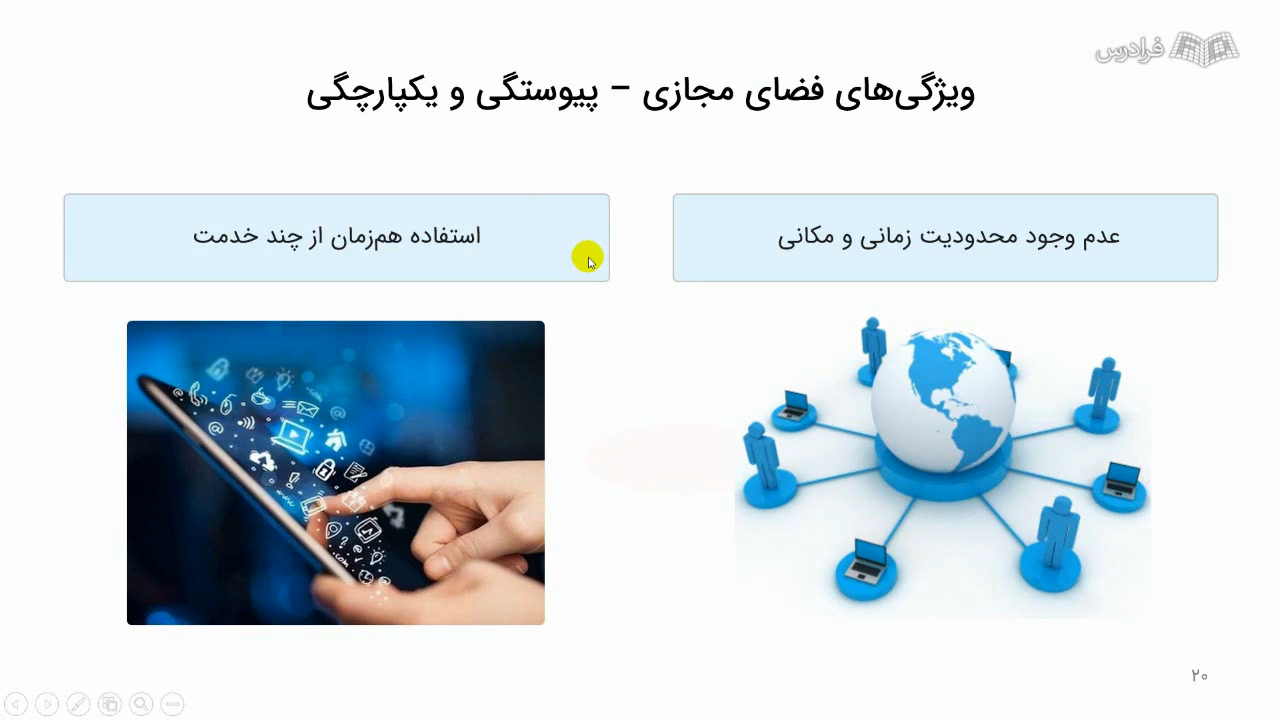 فرادرس
ویژگی‌های فضای مجازی – پیوستگی و یکپارچگی
عدم وجود محدودیت زمانی و مکانی
استفاده هم‌زمان از چند خدمت
۲۰